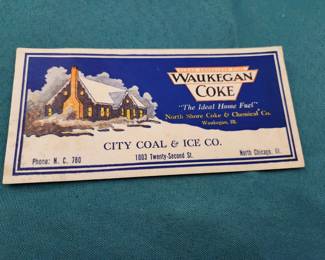 WAUKEGAN
COKE
"The Ideal Home Fuel"
North Shore Coke & Chemical Co.
Waukegan, Ill.
CITY COAL & ICE CO.
1003 Twenty-Second St.
Phone: N. C. 780
North Chicago, Ill.